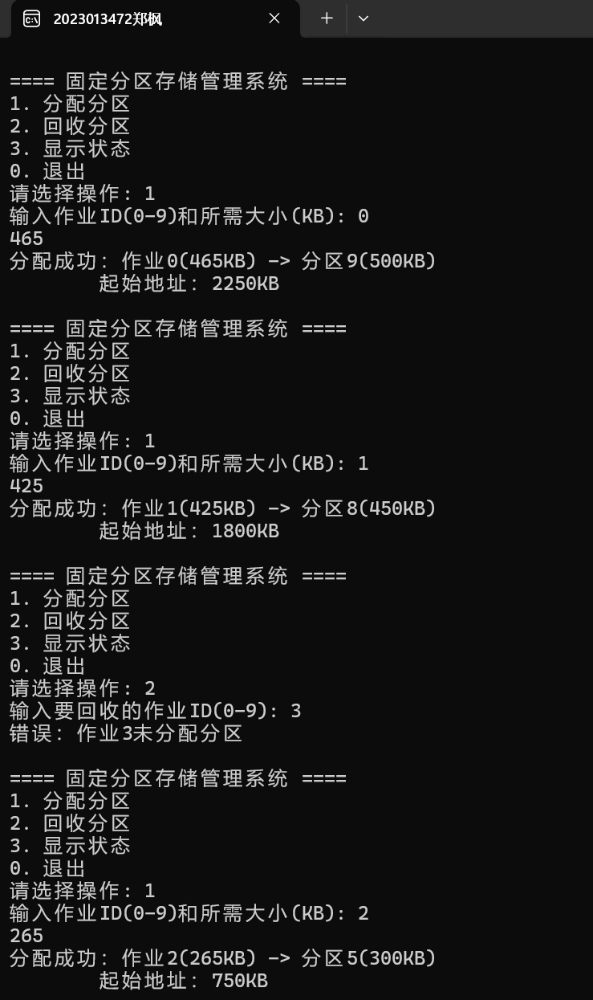 2023013472郑枫
==== 固定分区存储管理系统 ====
1. 分配分区
2. 回收分区
3. 显示状态
0. 退出
请选择操作: 1
输入作业ID(0-9)和所需大小(KB): 0
465
分配成功: 作业0(465KB) -> 分区9(500KB)
起始地址: 2250KB
==== 固定分区存储管理系统 ====
1. 分配分区
2. 回收分区
3. 显示状态
0. 退出
请选择操作: 1
输入作业ID(0-9)和所需大小(KB): 1
425
分配成功: 作业1(425KB) -> 分区8(450KB)
起始地址: 1800KB
==== 固定分区存储管理系统 ====
1. 分配分区
2. 回收分区
3. 显示状态
0. 退出
请选择操作: 2
输入要回收的作业ID(0-9): 3
错误: 作业3未分配分区
==== 固定分区存储管理系统 ====
1. 分配分区
2. 回收分区
3. 显示状态
0. 退出
请选择操作: 1
输入作业ID(0-9)和所需大小(KB): 2
265
分配成功: 作业2(265KB) -> 分区5(300KB)
起始地址: 750KB